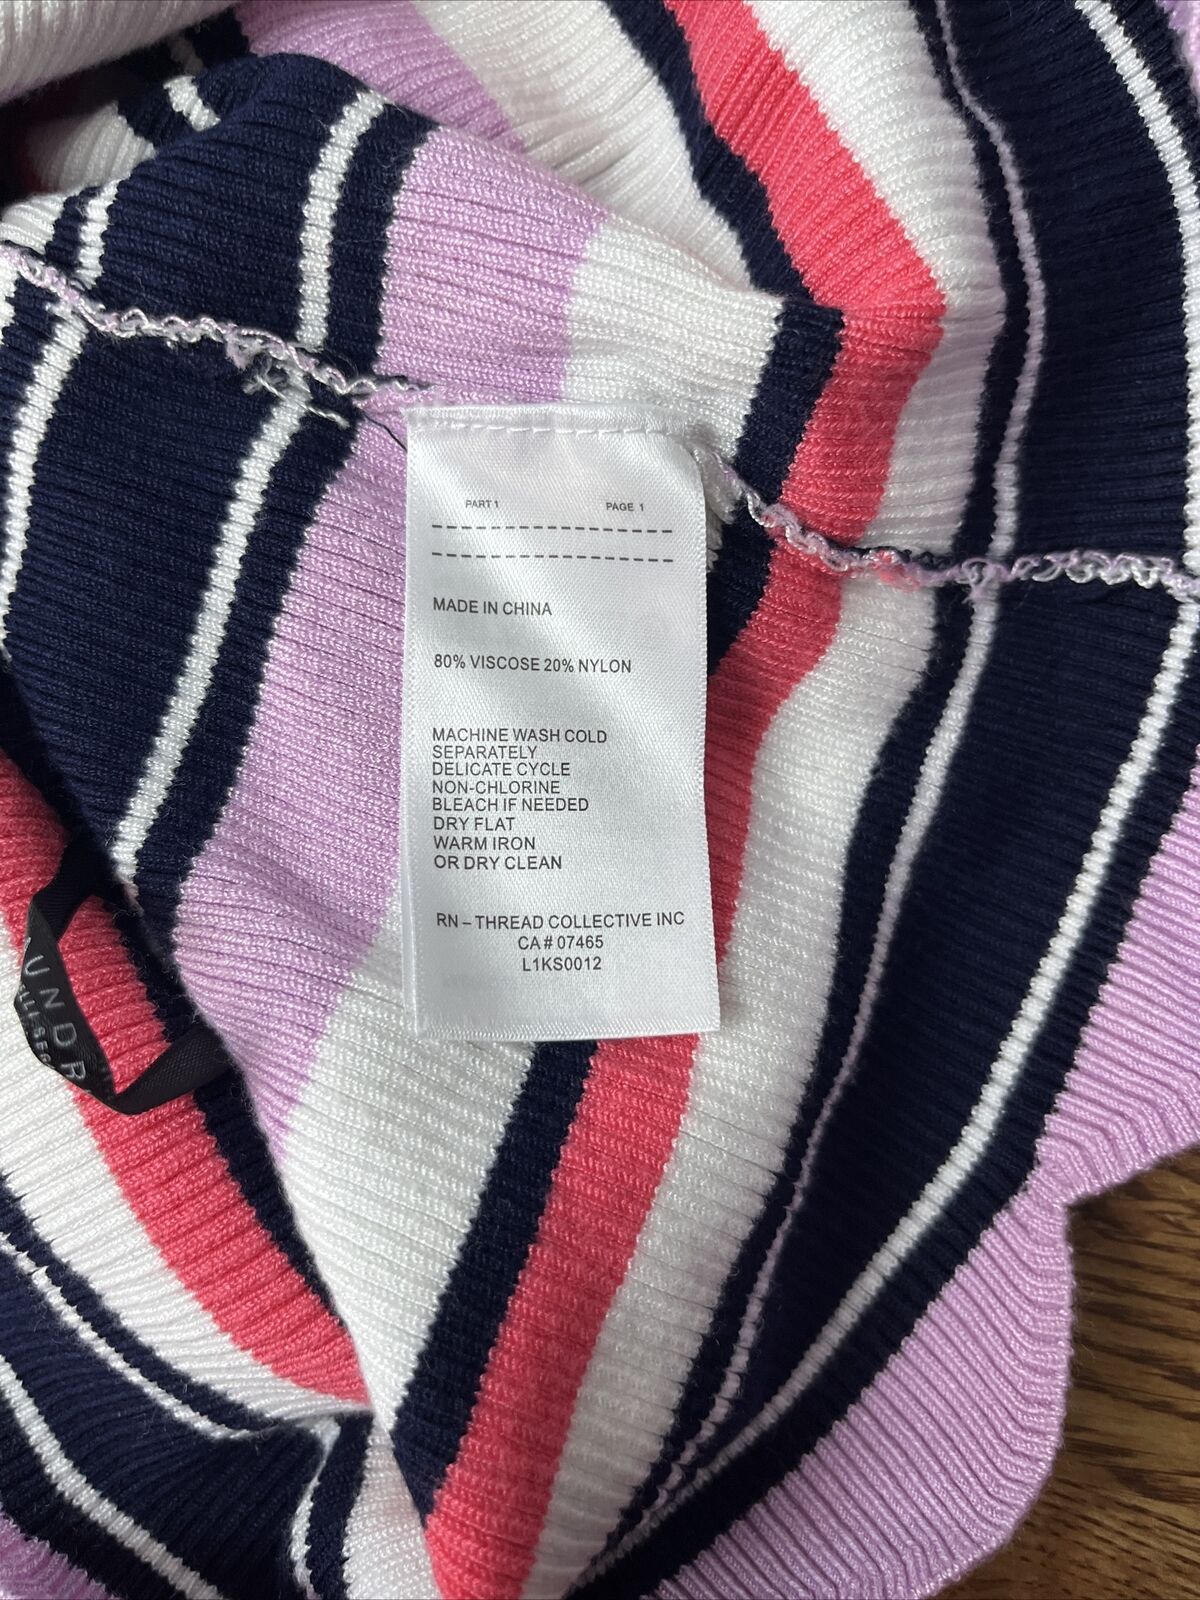 PART 1 PAGE 1
MADE IN CHINA
80% VISCOSE 20% NYLON
MACHINE WASH COLD
SEPARATELY
DELICATE CYCLE
NON-CHLORINE
BLEACH IF NEEDED
DRY FLAT
WARM IRON
OR DRY CLEAN
RN – THREAD COLLECTIVE INC
CA# 07465
L1KS0012
UNDR